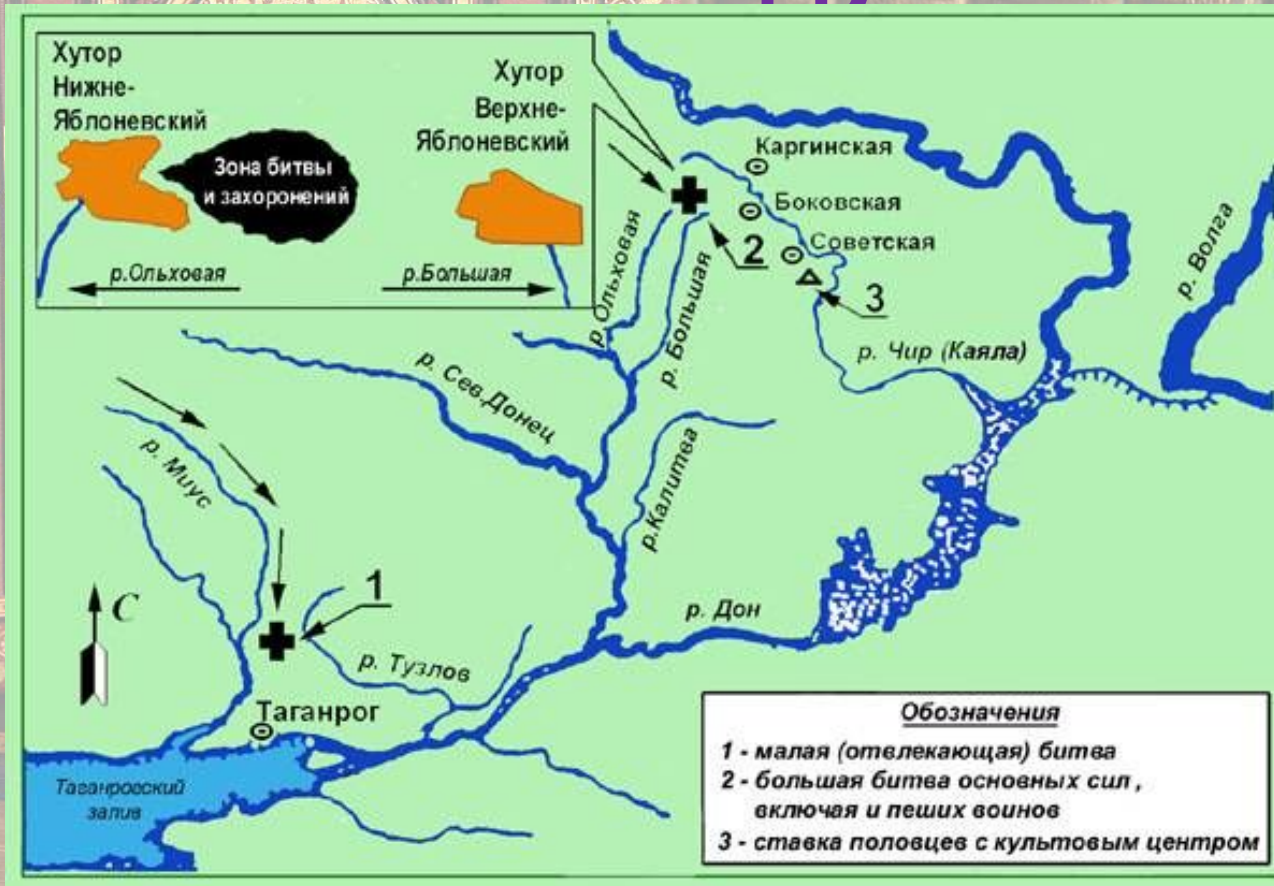 Хутор
Нижне-
Яблоневский
Хутор
Верхне-
Яблоневский
Зона битвы
и захоронений
р.Ольховая
р.Большая
Каргинская
Боковская
Советская
2
3
р. Ольховая
р. Большая
р. Чир (Каяла)
р. Волга
р. Сев.Донец
р. Миус
р.Калитва
1
С
р. Дон
р. Тузлов
Таганрог
Таганровский
залив
Обозначения
1 - малая (отвлекающая) битва
2 - большая битва основных сил ,
включая и пеших воинов
3 - ставка половцев с культовым центром